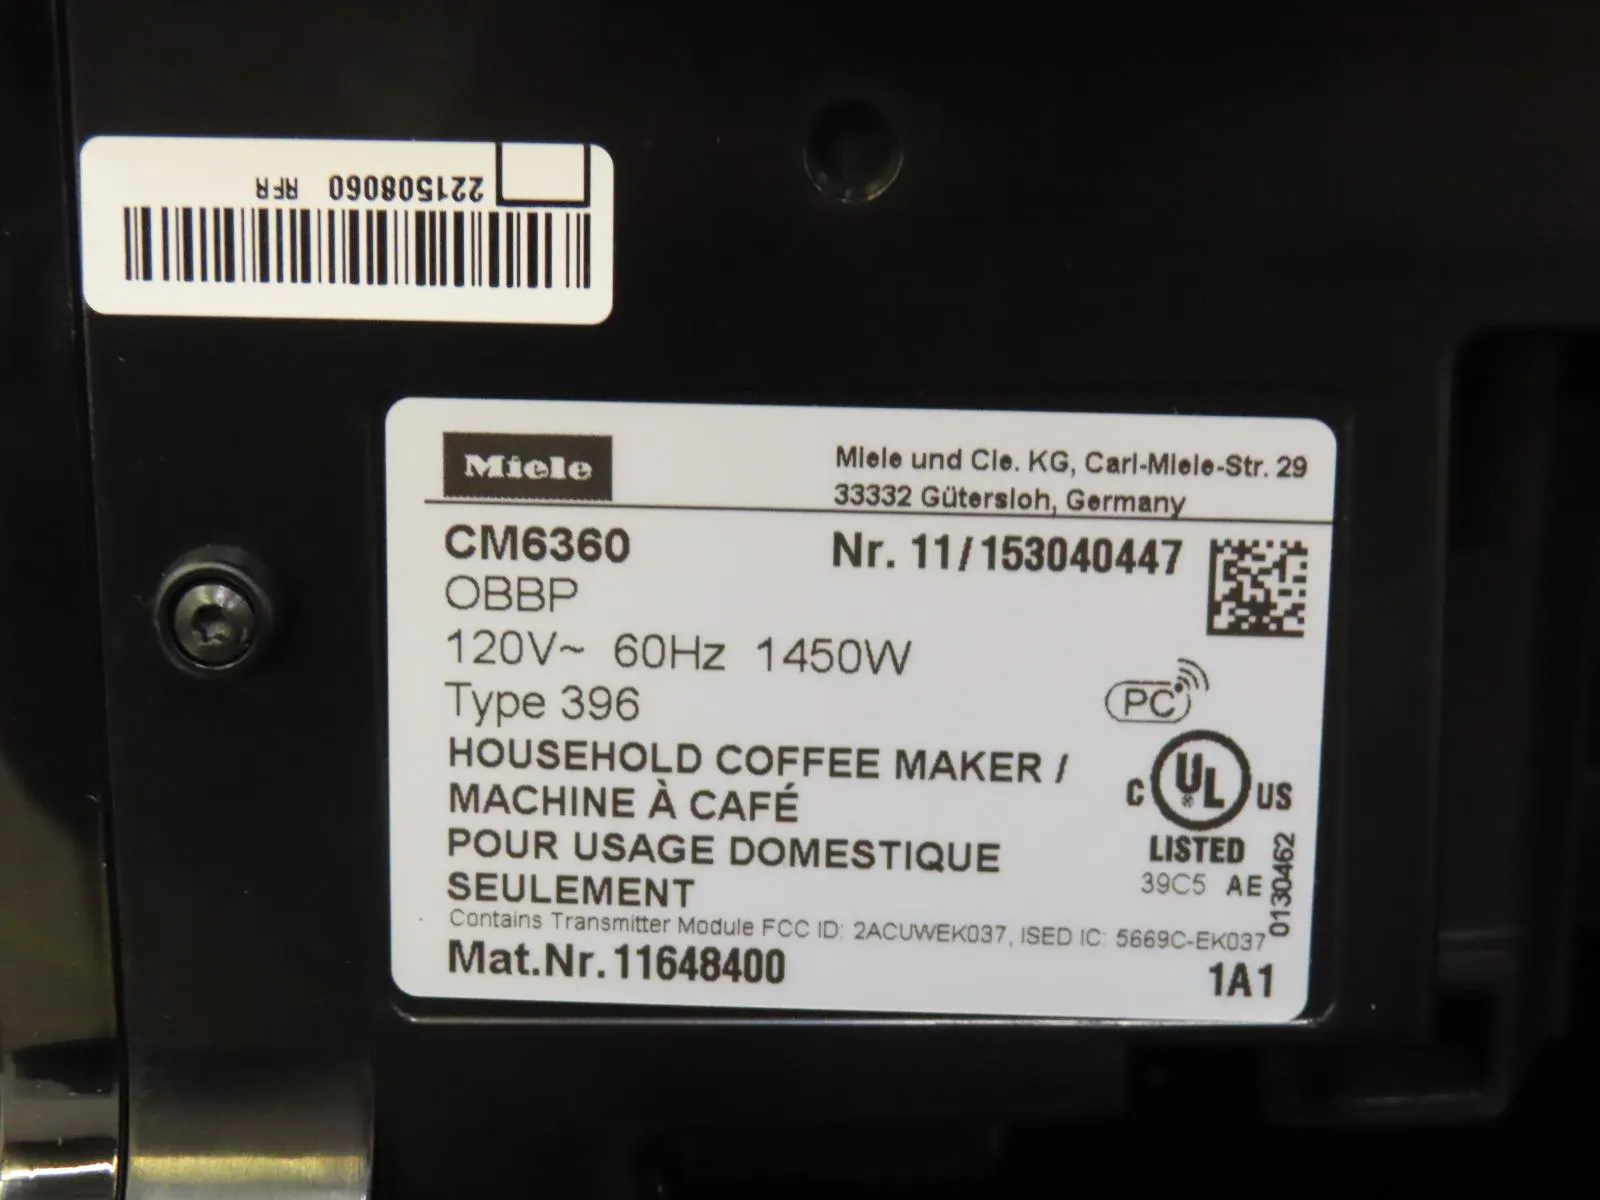 221508060 RFR
Miele
Miele und Cie. KG, Carl-Miele-Str. 29
33332 Gütersloh, Germany
CM6360
Nr. 11/153040447
OBBP
120V~ 60Hz 1450W
Type 396
PC
HOUSEHOLD COFFEE MAKER /
MACHINE À CAFÉ
POUR USAGE DOMESTIQUE
SEULEMENT
C UL® US
LISTED
39C5 AE
0130462
Contains Transmitter Module FCC ID: 2ACUWEK037, ISED IC: 5669C-EK037
Mat.Nr. 11648400
1A1